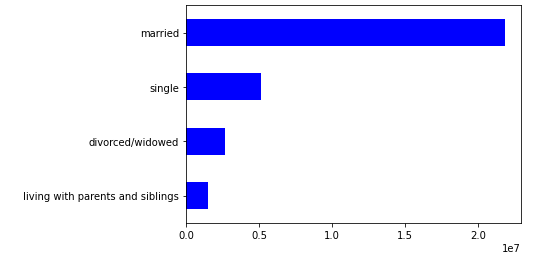 married
single
divorced/widowed
living with parents and siblings
0.0 0.5 1.0 1.5 2.0
1e7